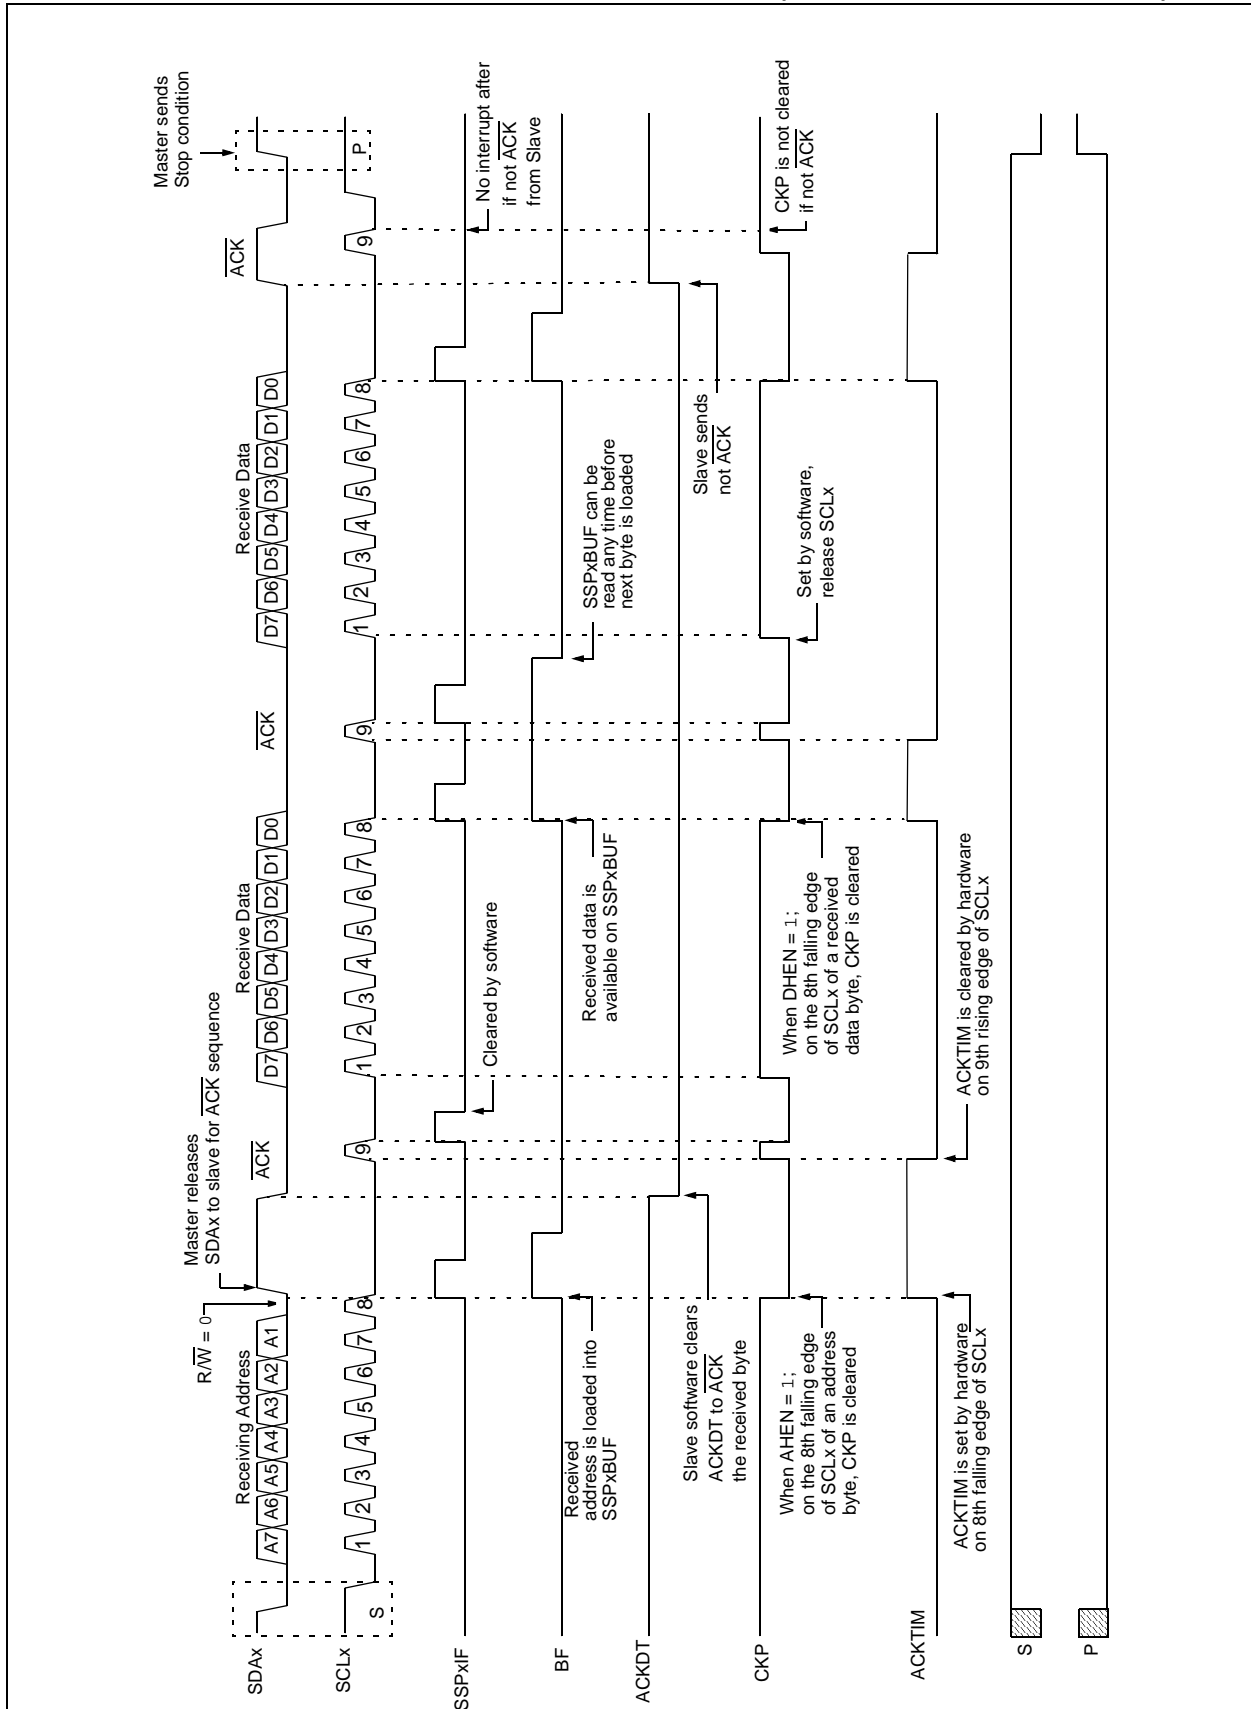 Master sends
Stop condition
Master releases
SDAx to slave for ACK sequence
R/W = 0
Receiving Address
ACK
Receive Data
ACK
Receive Data
ACK
SDAx
A7 A6 A5 A4 A3 A2 A1
D7 D6 D5 D4 D3 D2 D1 D0
D7 D6 D5 D4 D3 D2 D1 D0
SCLx
S
1 2 3 4 5 6 7 8 9
1 2 3 4 5 6 7 8 9
1 2 3 4 5 6 7 8 9
P
SSPxIF
Cleared by software
No interrupt after
if not ACK
from Slave
BF
Received
address is loaded into
SSPxBUF
Received data is
available on SSPxBUF
SSPxBUF can be
read any time before
next byte is loaded
ACKDT
Slave software clears
ACKDT to ACK
the received byte
Slave sends
not ACK
CKP
When AHEN = 1;
on the 8th falling edge
of SCLx of an address
byte, CKP is cleared
When DHEN = 1;
on the 8th falling edge
of SCLx of a received
data byte, CKP is cleared
Set by software,
release SCLx
CKP is not cleared
if not ACK
ACKTIM
ACKTIM is set by hardware
on 8th falling edge of SCLx
ACKTIM is cleared by hardware
on 9th rising edge of SCLx
S
P